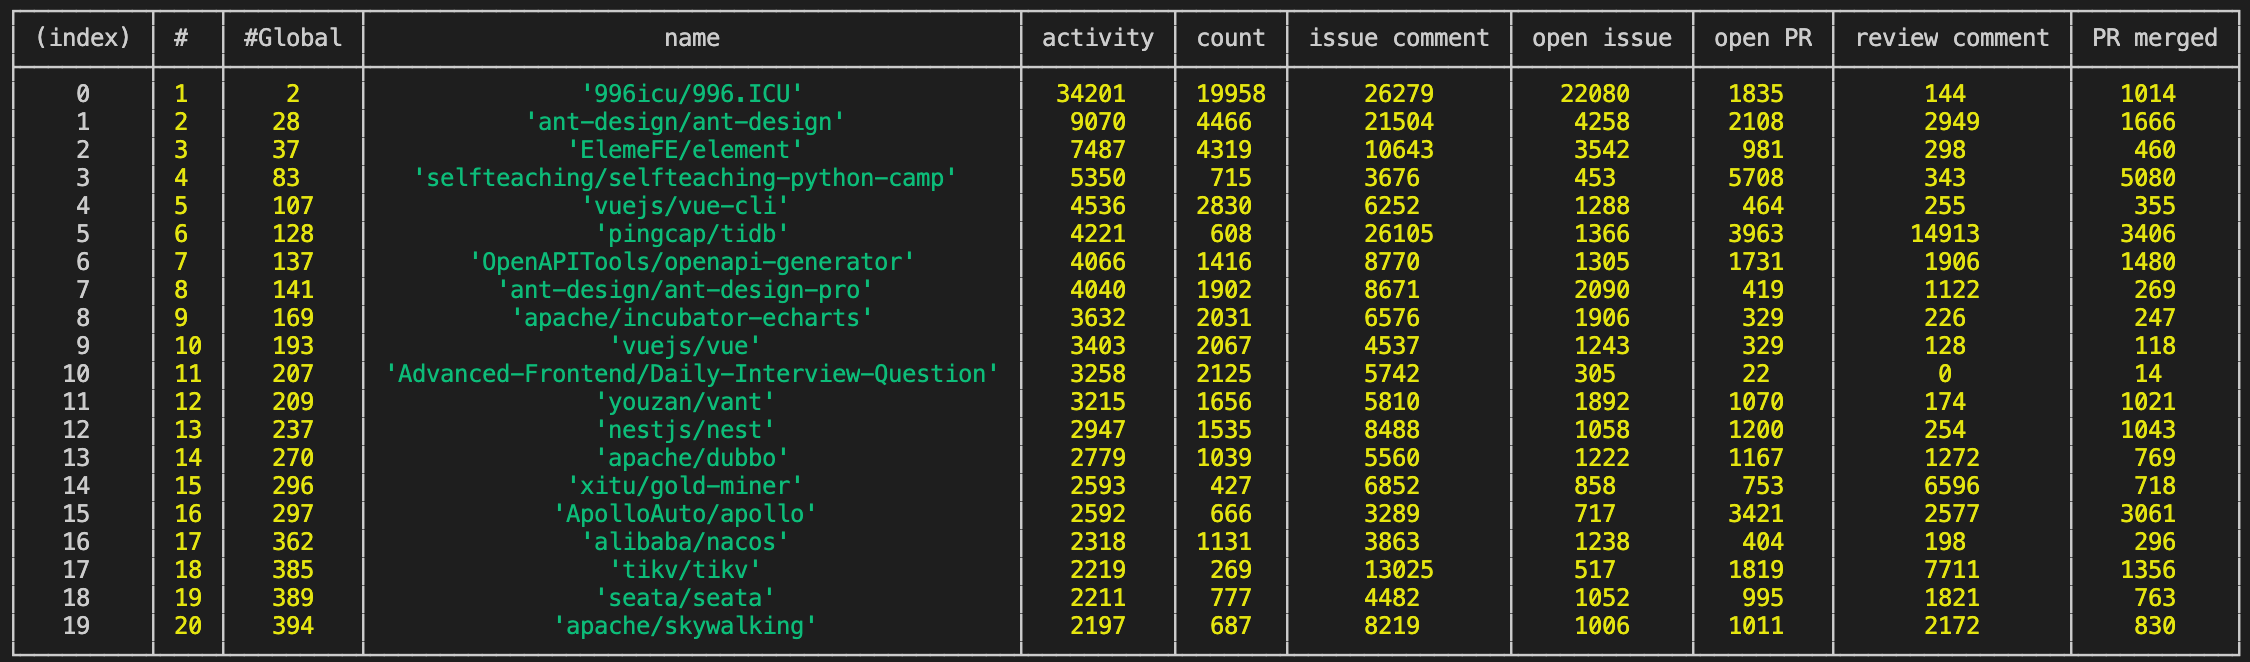 (index) # #Global name activity count issue comment open issue open PR review comment PR merged
0 1 2 '996icu/996.ICU' 34201 19958 26279 22080 1835 144 1014
1 2 28 'ant-design/ant-design' 9070 4466 21504 4258 2108 2949 1666
2 3 37 'ElemeFE/element' 7487 4319 10643 3542 981 298 460
3 4 83 'selfteaching/selfteaching-python-camp' 5350 715 3676 453 5708 343 5080
4 5 107 'vuejs/vue-cli' 4536 2830 6252 1288 464 255 355
5 6 128 'pingcap/tidb' 4221 608 26105 1366 3963 14913 3406
6 7 137 'OpenAPITools/openapi-generator' 4066 1416 8770 1305 1731 1906 1480
7 8 141 'ant-design/ant-design-pro' 4040 1902 8671 2090 419 1122 269
8 9 169 'apache/incubator-echarts' 3632 2031 6576 1906 329 226 247
9 10 193 'vuejs/vue' 3403 2067 4537 1243 329 128 118
10 11 207 'Advanced-Frontend/Daily-Interview-Question' 3258 2125 5742 305 22 0 14
11 12 209 'youzan/vant' 3215 1656 5810 1892 1070 174 1021
12 13 237 'nestjs/nest' 2947 1535 8488 1058 1200 254 1043
13 14 270 'apache/dubbo' 2779 1039 5560 1222 1167 1272 769
14 15 296 'xitu/gold-miner' 2593 427 6852 858 753 6596 718
15 16 297 'ApolloAuto/apollo' 2592 666 3289 717 3421 2577 3061
16 17 362 'alibaba/nacos' 2318 1131 3863 1238 404 198 296
17 18 385 'tikv/tikv' 2219 269 13025 517 1819 7711 1356
18 19 389 'seata/seata' 2211 777 4482 1052 995 1821 763
19 20 394 'apache/skywalking' 2197 687 8219 1006 1011 2172 830